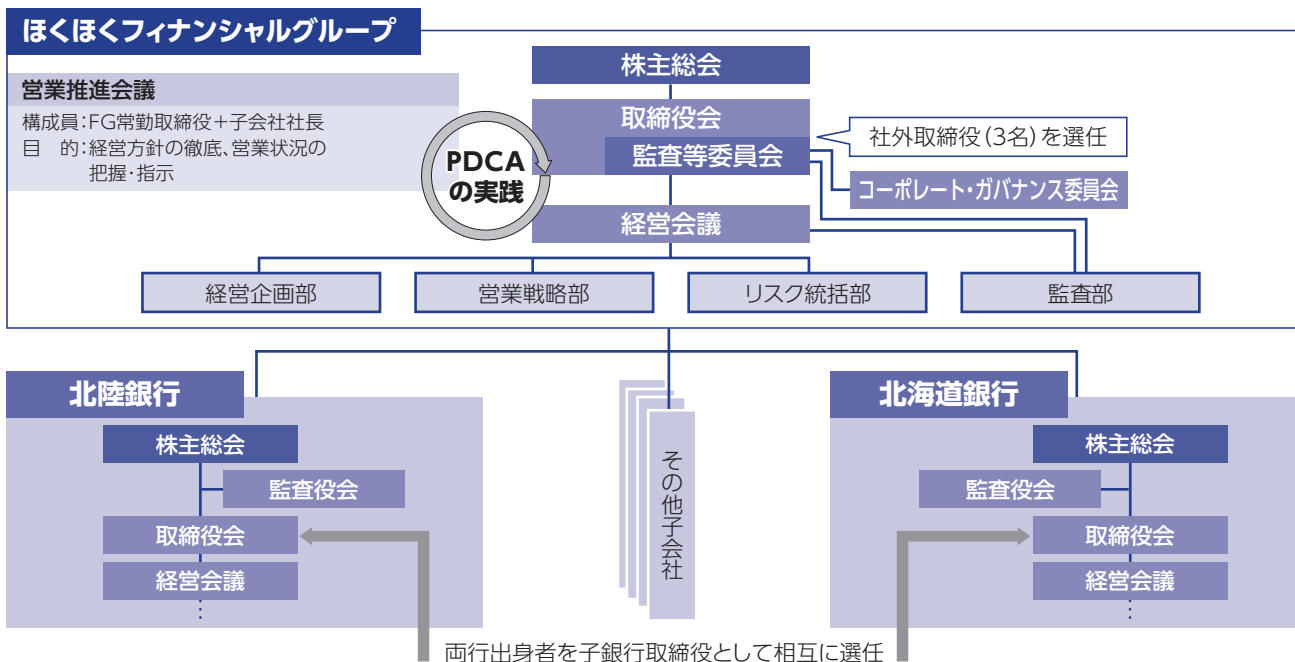 ほくほくフィナンシャルグループ
営業推進会議
構成員:FG常勤取締役+子会社社長
目　的:経営方針の徹底、営業状況の
把握・指示
PDCA
の実践
株主総会
取締役会
監査等委員会
経営会議
社外取締役(3名)を選任
コーポレート・ガバナンス委員会
経営企画部
営業戦略部
リスク統括部
監査部
北陸銀行
株主総会
監査役会
取締役会
経営会議
その他子会社
北海道銀行
株主総会
監査役会
取締役会
経営会議
両行出身者を子銀行取締役として相互に選任